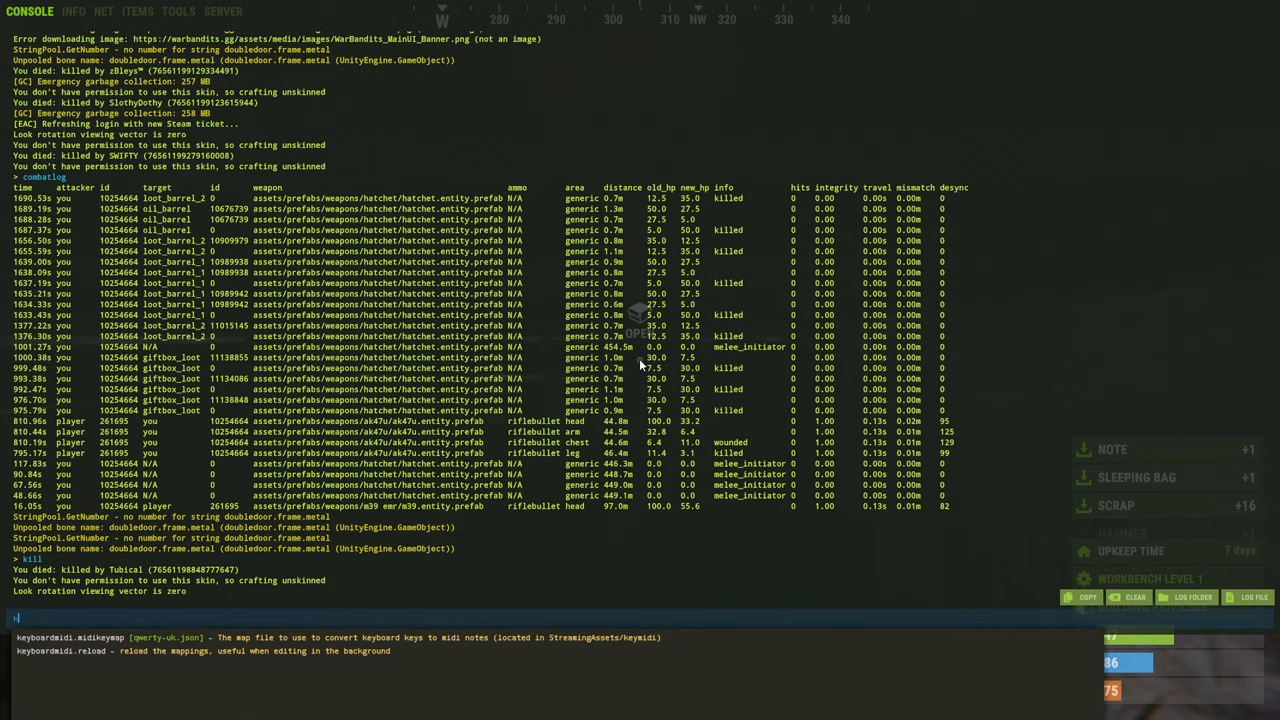 CONSOLE INFO NET ITEMS TOOLS SERVER
W 280 290 300 310 NW 320 330 340
Error downloading image: https://warbandits.gg/assets/media/images/WarBandits_MainUI_Banner.png (not an image)
StringPool.GetNumber - no number for string doubledoor.frame.metal
Unpooled bone name: doubledoor.frame.metal (UnityEngine.GameObject)
You died: killed by zBleys™ (76561199129334491)
[GC] Emergency garbage collection: 257 MB
You don't have permission to use this skin, so crafting unskinned
You died: killed by SlothyDothy (76561199123615944)
[GC] Emergency garbage collection: 258 MB
[EAC] Refreshing login with new Steam ticket...
Look rotation viewing vector is zero
You don't have permission to use this skin, so crafting unskinned
You died: killed by SWIFTY (76561199279160008)
You don't have permission to use this skin, so crafting unskinned
> combatlog
time attacker id target id weapon ammo area distance old_hp new_hp info hits integrity travel mismatch desync
1690.53s you 10254664 loot_barrel_2 0 assets/prefabs/weapons/hatchet/hatchet.entity.prefab N/A generic 0.7m 12.5 35.0 killed 0 0.00 0.00s 0.00m 0
1689.19s you 10254664 oil_barrel 10676739 assets/prefabs/weapons/hatchet/hatchet.entity.prefab N/A generic 1.3m 50.0 27.5 0 0.00 0.00s 0.00m 0
1688.28s you 10254664 oil_barrel 10676739 assets/prefabs/weapons/hatchet/hatchet.entity.prefab N/A generic 0.7m 27.5 5.0 0 0.00 0.00s 0.00m 0
1687.37s you 10254664 oil_barrel 0 assets/prefabs/weapons/hatchet/hatchet.entity.prefab N/A generic 0.7m 5.0 50.0 killed 0 0.00 0.00s 0.00m 0
1656.50s you 10254664 loot_barrel_2 10909979 assets/prefabs/weapons/hatchet/hatchet.entity.prefab N/A generic 0.8m 35.0 12.5 0 0.00 0.00s 0.00m 0
1655.59s you 10254664 loot_barrel_2 0 assets/prefabs/weapons/hatchet/hatchet.entity.prefab N/A generic 1.1m 12.5 35.0 killed 0 0.00 0.00s 0.00m 0
1639.00s you 10254664 loot_barrel_1 10989938 assets/prefabs/weapons/hatchet/hatchet.entity.prefab N/A generic 0.9m 50.0 27.5 0 0.00 0.00s 0.00m 0
1638.09s you 10254664 loot_barrel_1 10989938 assets/prefabs/weapons/hatchet/hatchet.entity.prefab N/A generic 0.8m 27.5 5.0 0 0.00 0.00s 0.00m 0
1637.19s you 10254664 loot_barrel_1 0 assets/prefabs/weapons/hatchet/hatchet.entity.prefab N/A generic 0.7m 5.0 50.0 killed 0 0.00 0.00s 0.00m 0
1635.21s you 10254664 loot_barrel_1 10989942 assets/prefabs/weapons/hatchet/hatchet.entity.prefab N/A generic 0.8m 50.0 27.5 0 0.00 0.00s 0.00m 0
1634.33s you 10254664 loot_barrel_1 10989942 assets/prefabs/weapons/hatchet/hatchet.entity.prefab N/A generic 0.6m 27.5 5.0 0 0.00 0.00s 0.00m 0
1633.43s you 10254664 loot_barrel_1 0 assets/prefabs/weapons/hatchet/hatchet.entity.prefab N/A generic 0.8m 5.0 50.0 killed 0 0.00 0.00s 0.00m 0
1377.22s you 10254664 loot_barrel_2 11015145 assets/prefabs/weapons/hatchet/hatchet.entity.prefab N/A generic 0.7m 35.0 12.5 0 0.00 0.00s 0.00m 0
1376.30s you 10254664 loot_barrel_2 0 assets/prefabs/weapons/hatchet/hatchet.entity.prefab N/A generic 0.7m 12.5 35.0 killed 0 0.00 0.00s 0.00m 0
1001.27s you 10254664 N/A 0 assets/prefabs/weapons/hatchet/hatchet.entity.prefab N/A generic 454.5m 0.0 0.0 melee_initiator 0 0.00 0.00s 0.00m 0
1000.38s you 10254664 giftbox_loot 11138855 assets/prefabs/weapons/hatchet/hatchet.entity.prefab N/A generic 1.0m 30.0 7.5 0 0.00 0.00s 0.00m 0
999.48s you 10254664 giftbox_loot 0 assets/prefabs/weapons/hatchet/hatchet.entity.prefab N/A generic 0.7m 7.5 30.0 killed 0 0.00 0.00s 0.00m 0
993.38s you 10254664 giftbox_loot 11134086 assets/prefabs/weapons/hatchet/hatchet.entity.prefab N/A generic 0.7m 30.0 7.5 0 0.00 0.00s 0.00m 0
992.47s you 10254664 giftbox_loot 0 assets/prefabs/weapons/hatchet/hatchet.entity.prefab N/A generic 1.1m 7.5 30.0 killed 0 0.00 0.00s 0.00m 0
976.70s you 10254664 giftbox_loot 11138848 assets/prefabs/weapons/hatchet/hatchet.entity.prefab N/A generic 1.0m 30.0 7.5 0 0.00 0.00s 0.00m 0
975.79s you 10254664 giftbox_loot 0 assets/prefabs/weapons/hatchet/hatchet.entity.prefab N/A generic 0.9m 7.5 30.0 killed 0 0.00 0.00s 0.00m 0
810.96s player 261695 you 10254664 assets/prefabs/weapons/ak47u/ak47u.entity.prefab riflebullet head 44.8m 100.0 33.2 0 1.00 0.13s 0.02m 95
810.44s player 261695 you 10254664 assets/prefabs/weapons/ak47u/ak47u.entity.prefab riflebullet arm 44.5m 32.8 6.4 0 1.00 0.13s 0.01m 125
810.19s player 261695 you 10254664 assets/prefabs/weapons/ak47u/ak47u.entity.prefab riflebullet chest 44.6m 6.4 11.0 wounded 0 1.00 0.13s 0.01m 129
795.17s player 261695 you 10254664 assets/prefabs/weapons/ak47u/ak47u.entity.prefab riflebullet leg 46.4m 11.4 3.1 killed 0 1.00 0.13s 0.01m 99
117.83s you 10254664 N/A 0 assets/prefabs/weapons/hatchet/hatchet.entity.prefab N/A generic 446.3m 0.0 0.0 melee_initiator 0 0.00 0.00s 0.00m 0
90.84s you 10254664 N/A 0 assets/prefabs/weapons/hatchet/hatchet.entity.prefab N/A generic 448.7m 0.0 0.0 melee_initiator 0 0.00 0.00s 0.00m 0
67.56s you 10254664 N/A 0 assets/prefabs/weapons/hatchet/hatchet.entity.prefab N/A generic 449.0m 0.0 0.0 melee_initiator 0 0.00 0.00s 0.00m 0
48.66s you 10254664 N/A 0 assets/prefabs/weapons/hatchet/hatchet.entity.prefab N/A generic 449.1m 0.0 0.0 melee_initiator 0 0.00 0.00s 0.00m 0
16.05s you 10254664 player 261695 assets/prefabs/weapons/m39 emr/m39.entity.prefab riflebullet head 97.0m 100.0 55.6 0 1.00 0.13s 0.01m 82
StringPool.GetNumber - no number for string doubledoor.frame.metal
Unpooled bone name: doubledoor.frame.metal (UnityEngine.GameObject)
StringPool.GetNumber - no number for string doubledoor.frame.metal
Unpooled bone name: doubledoor.frame.metal (UnityEngine.GameObject)
> kill
You died: killed by Tubical (76561198848777647)
You don't have permission to use this skin, so crafting unskinned
Look rotation viewing vector is zero
OPEN
NOTE +1
SLEEPING BAG +1
SCRAP +16
HAMMER +1
UPKEEP TIME 7 days
WORKBENCH LEVEL 1
BUILDING PRIVILEGE
COPY CLEAR LOG FOLDER LOG FILE
k
keyboardmidi.midikeymap [qwerty-uk.json] - The map file to use to convert keyboard keys to midi notes (located in StreamingAssets/keymidi)
keyboardmidi.reload - reload the mappings, useful when editing in the background
86
75